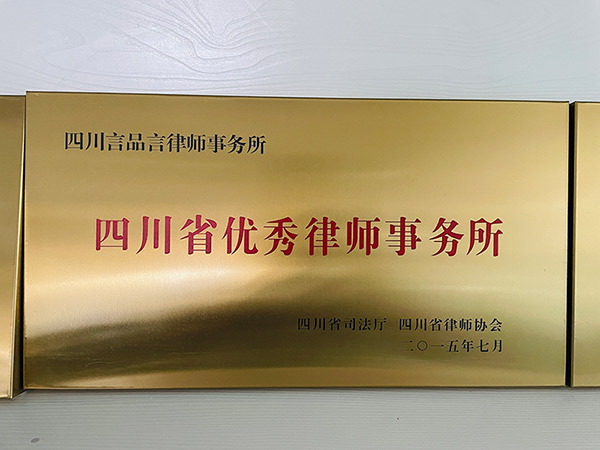 四川言品言律师事务所
四川省优秀律师事务所
四川省司法厅 四川省律师协会
二〇一五年七月